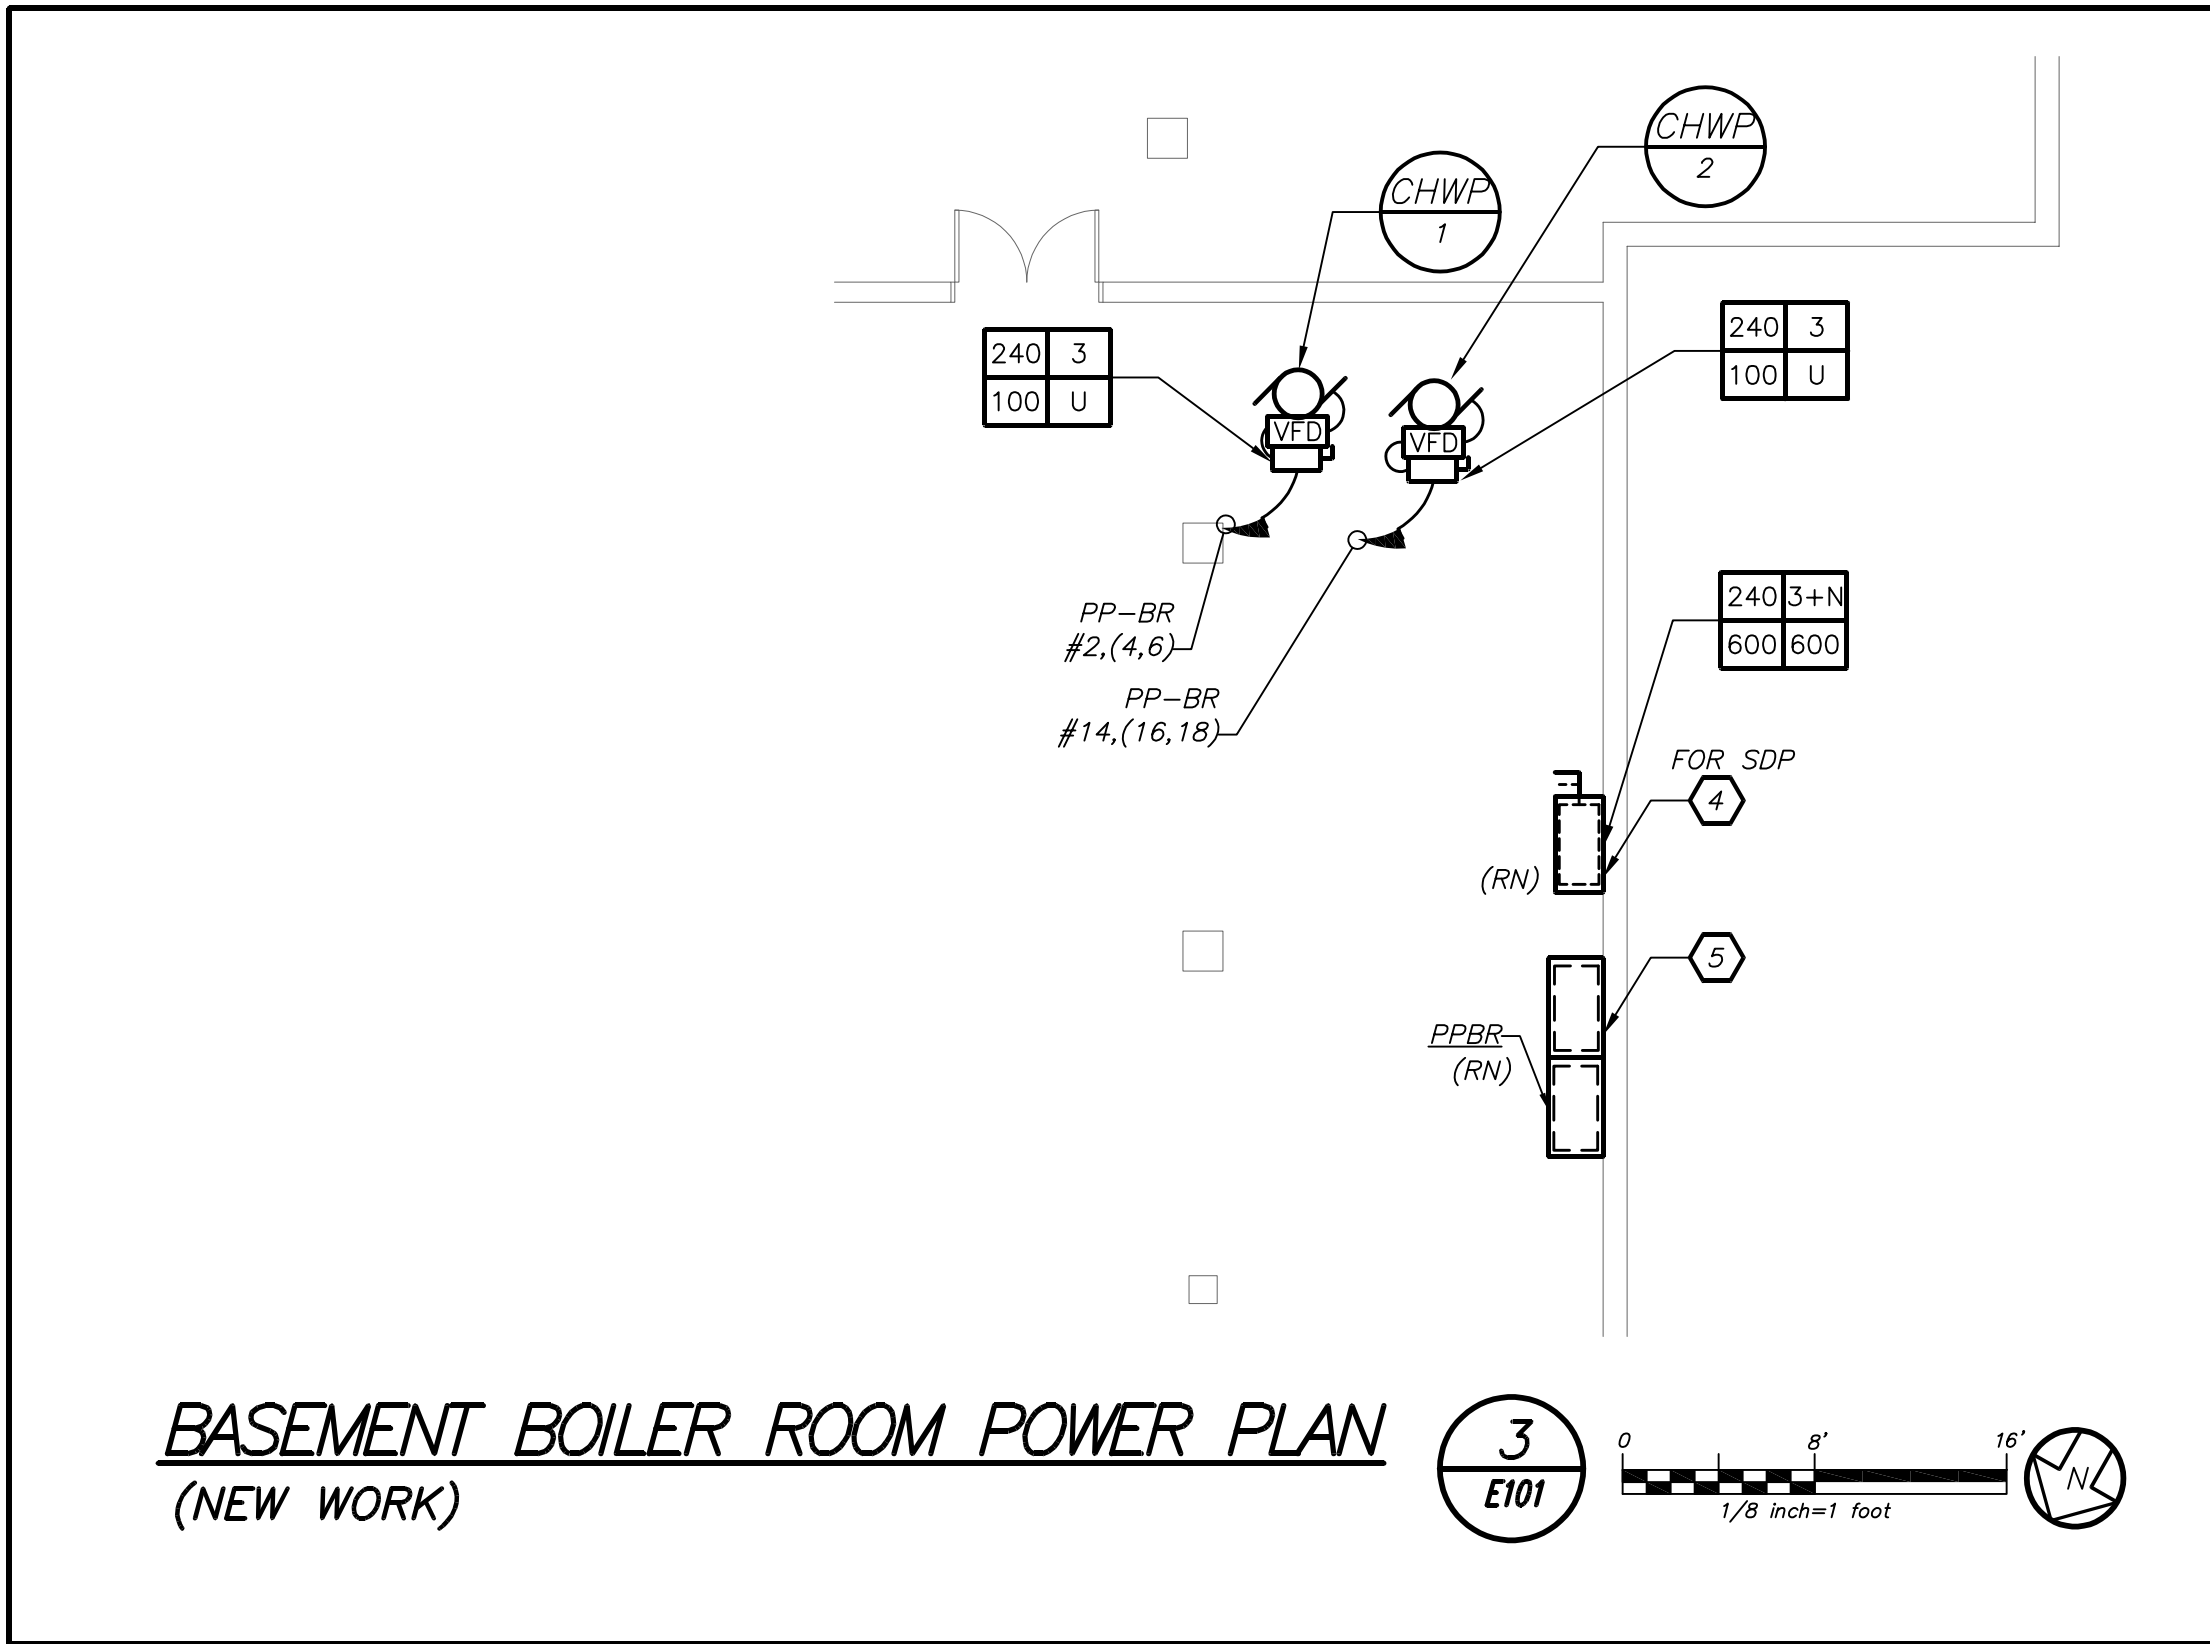 CHWP
2
CHWP
1
240 3
100 U
240 3
100 U
VFD
VFD
PP-BR
#2,(4,6)
240 3+N
600 600
PP-BR
#14,(16,18)
FOR SDP
4
(RN)
5
PPBR
(RN)
BASEMENT BOILER ROOM POWER PLAN
(NEW WORK)
3
E101
0 8' 16'
1/8 inch=1 foot
N